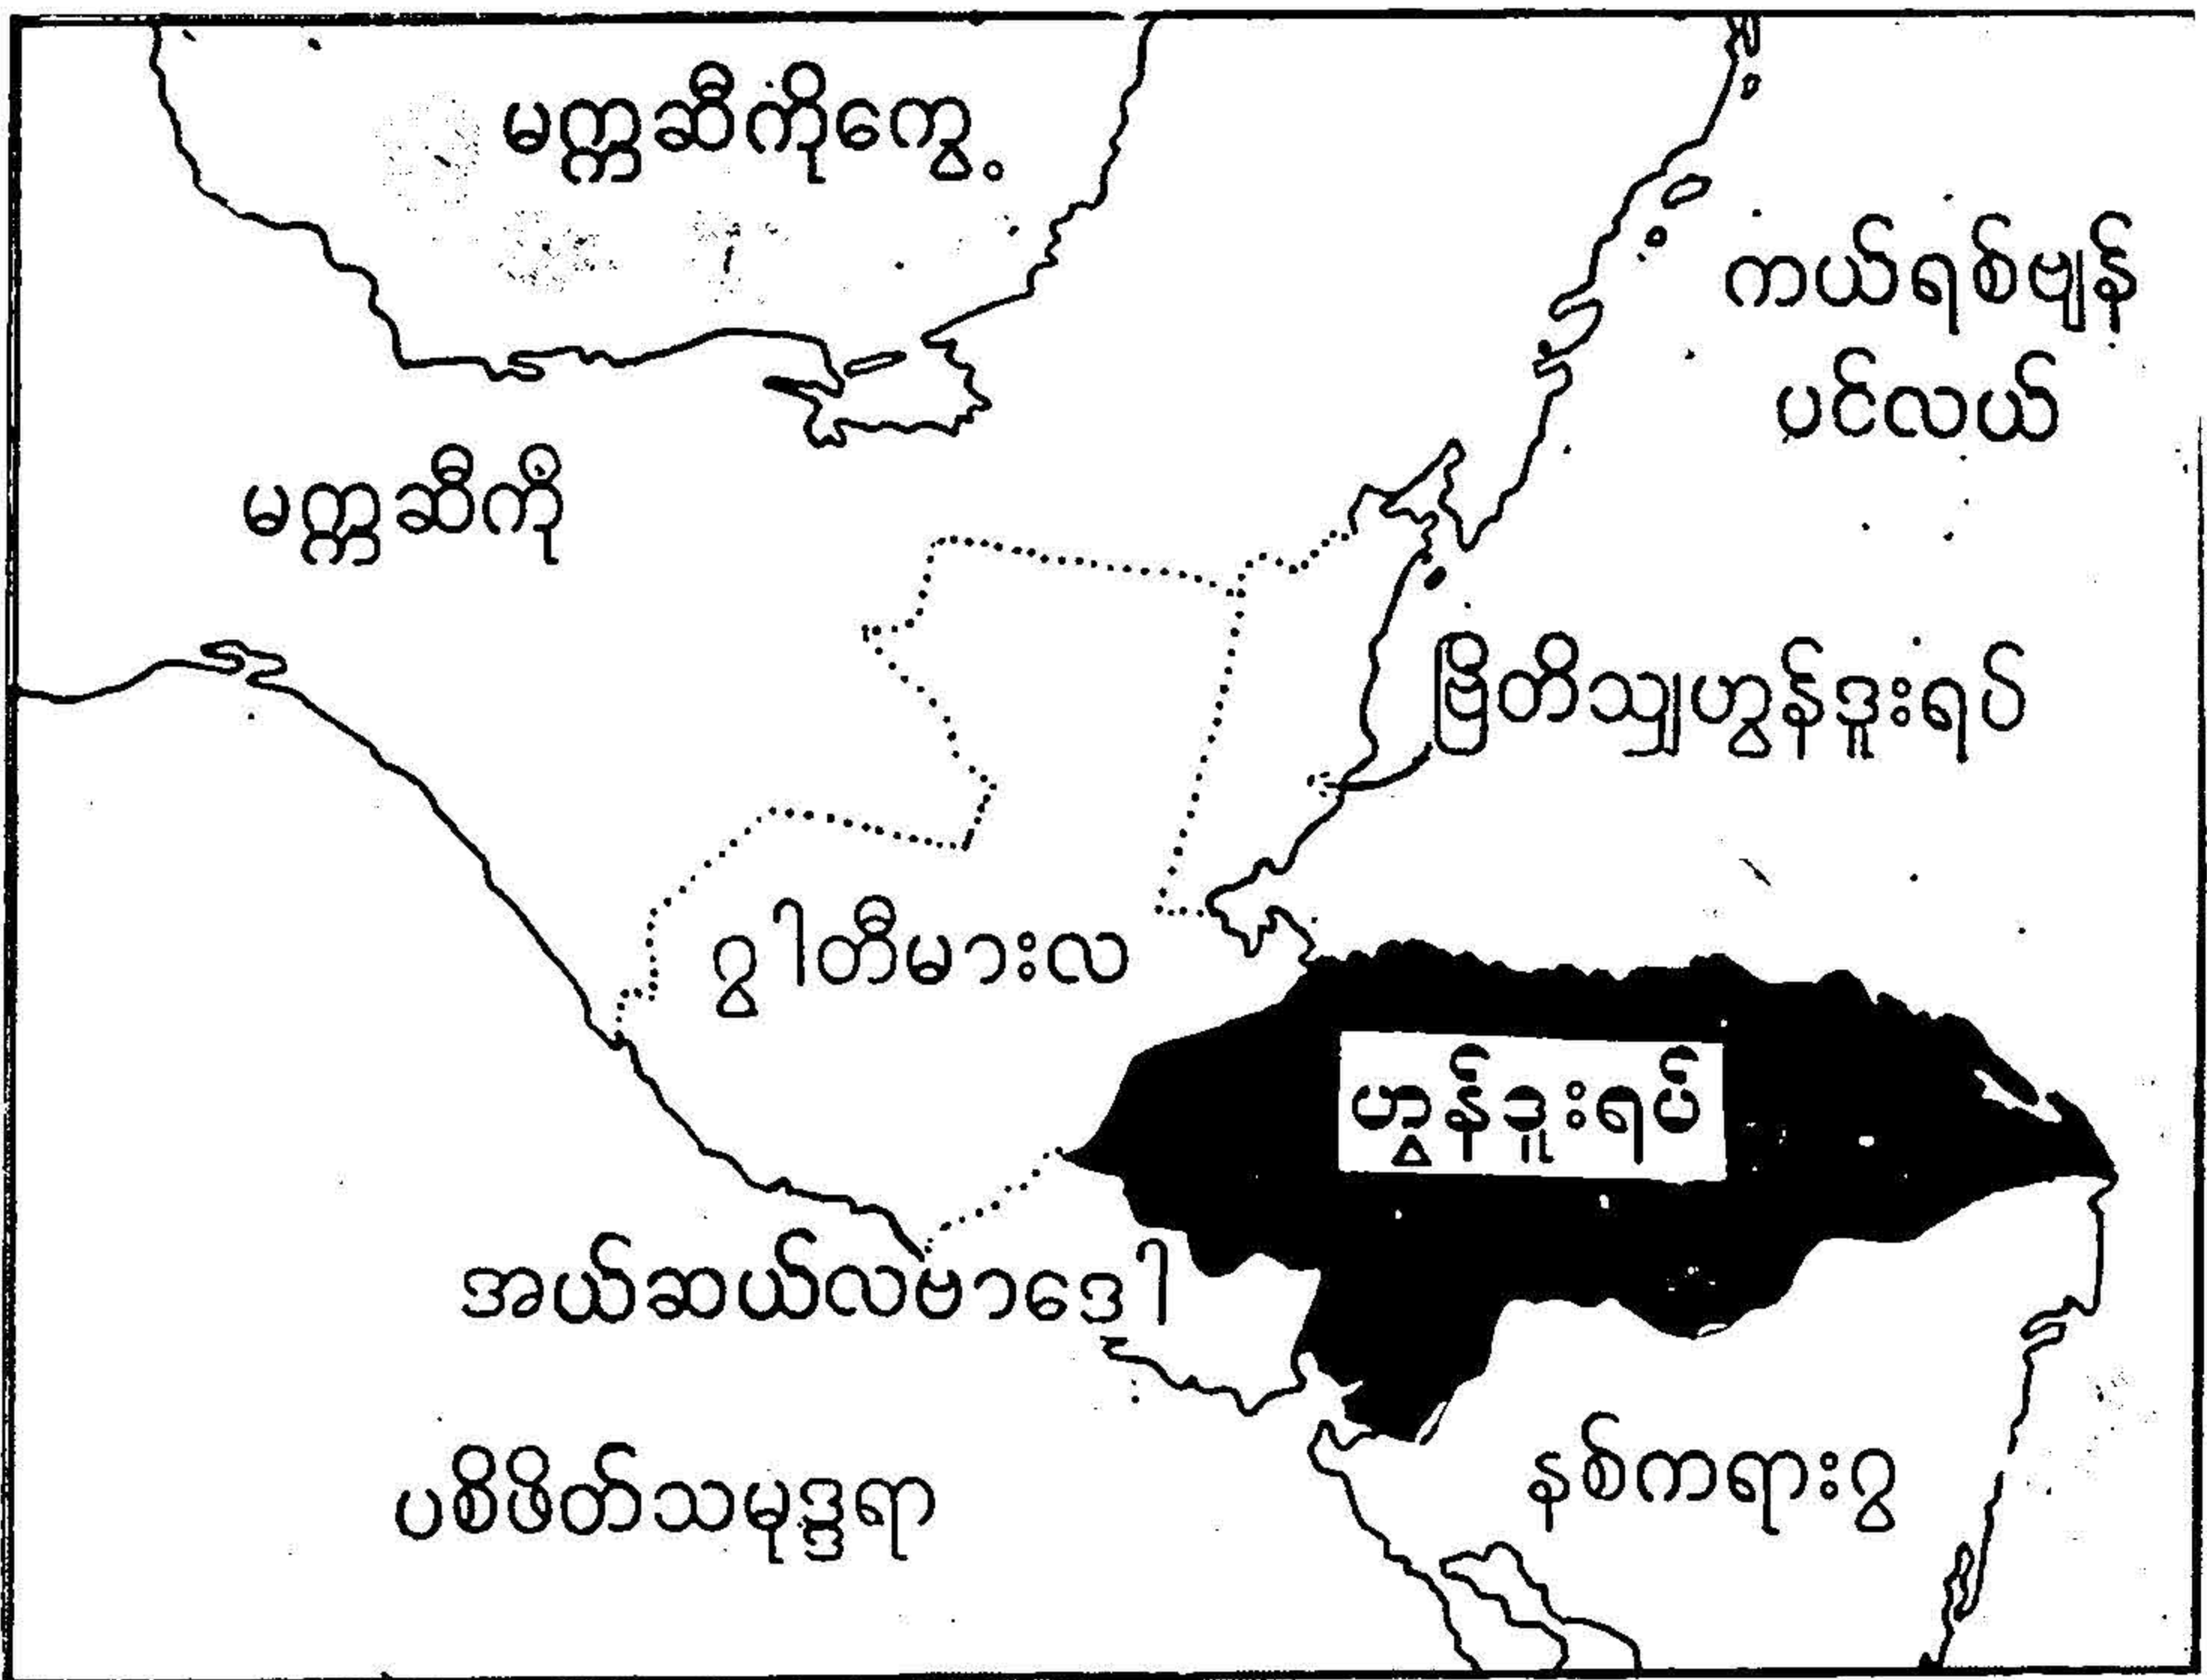 မက္ကဆီကိုကွေ့
ကယ်ရစ်ဗျန်
ပင်လယ်
မက္ကဆီကို
ဗြိတိသျှဟွန်ဒူးရပ်
ဂွါတီမားလ
ဟွန်ဒူးရပ်
အယ်ဆယ်လဗာဒေါ
ပစိဖိတ်သမုဒ္ဒရာ
နစ်ကရားဂွ